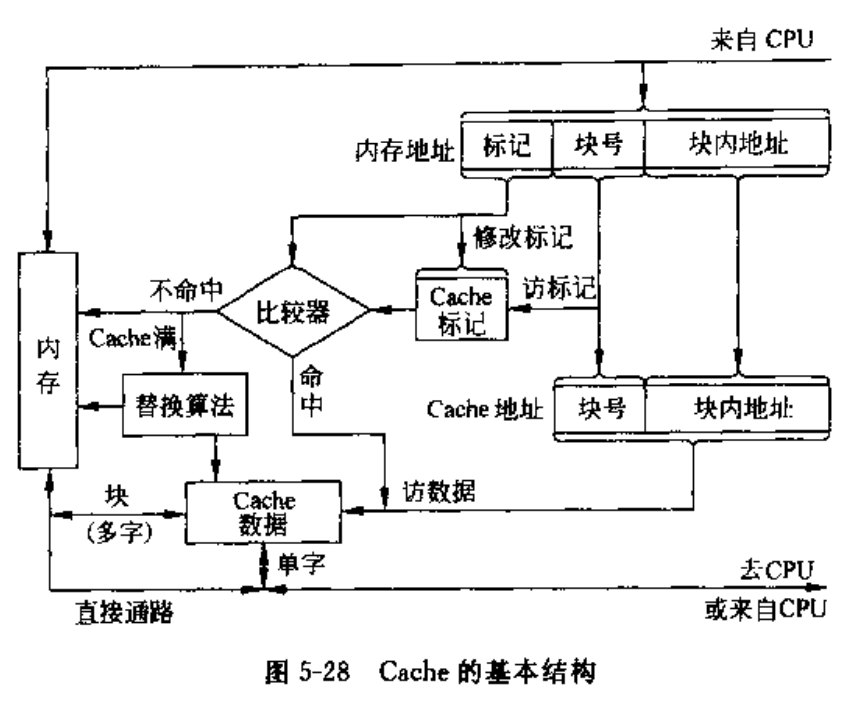 来自 CPU
内存地址
标记
块号
块内地址
修改标记
不命中
比较器
Cache
标记
访标记
Cache满
内
存
命
中
替换算法
Cache 地址
块号
块内地址
块
(多字)
Cache
数据
访数据
单字
去CPU
直接通路
或来自CPU
图 5-28 Cache 的基本结构